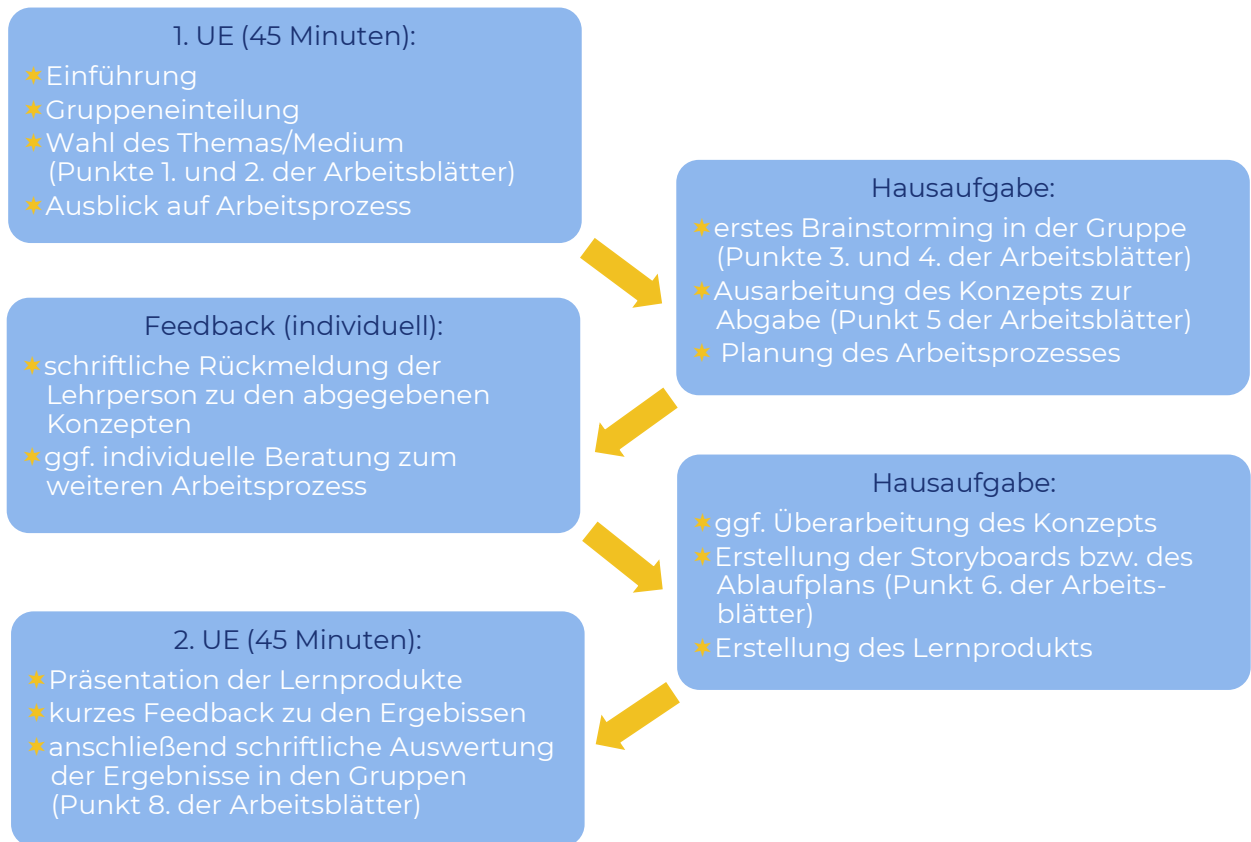 1. UE (45 Minuten):
Einführung
Gruppeneinteilung
Wahl des Themas/Medium
(Punkte 1. und 2. der Arbeitsblätter)
Ausblick auf Arbeitsprozess
Hausaufgabe:
erstes Brainstorming in der Gruppe
(Punkte 3. und 4. der Arbeitsblätter)
Ausarbeitung des Konzepts zur
Abgabe (Punkt 5 der Arbeitsblätter)
Planung des Arbeitsprozesses
Feedback (individuell):
schriftliche Rückmeldung der
Lehrperson zu den abgegebenen
Konzepten
ggf. individuelle Beratung zum
weiteren Arbeitsprozess
Hausaufgabe:
ggf. Überarbeitung des Konzepts
Erstellung der Storyboards bzw. des
Ablaufplans (Punkt 6. der Arbeits-
blätter)
Erstellung des Lernprodukts
2. UE (45 Minuten):
Präsentation der Lernprodukte
kurzes Feedback zu den Ergebissen
anschließend schriftliche Auswertung
der Ergebnisse in den Gruppen
(Punkt 8. der Arbeitsblätter)